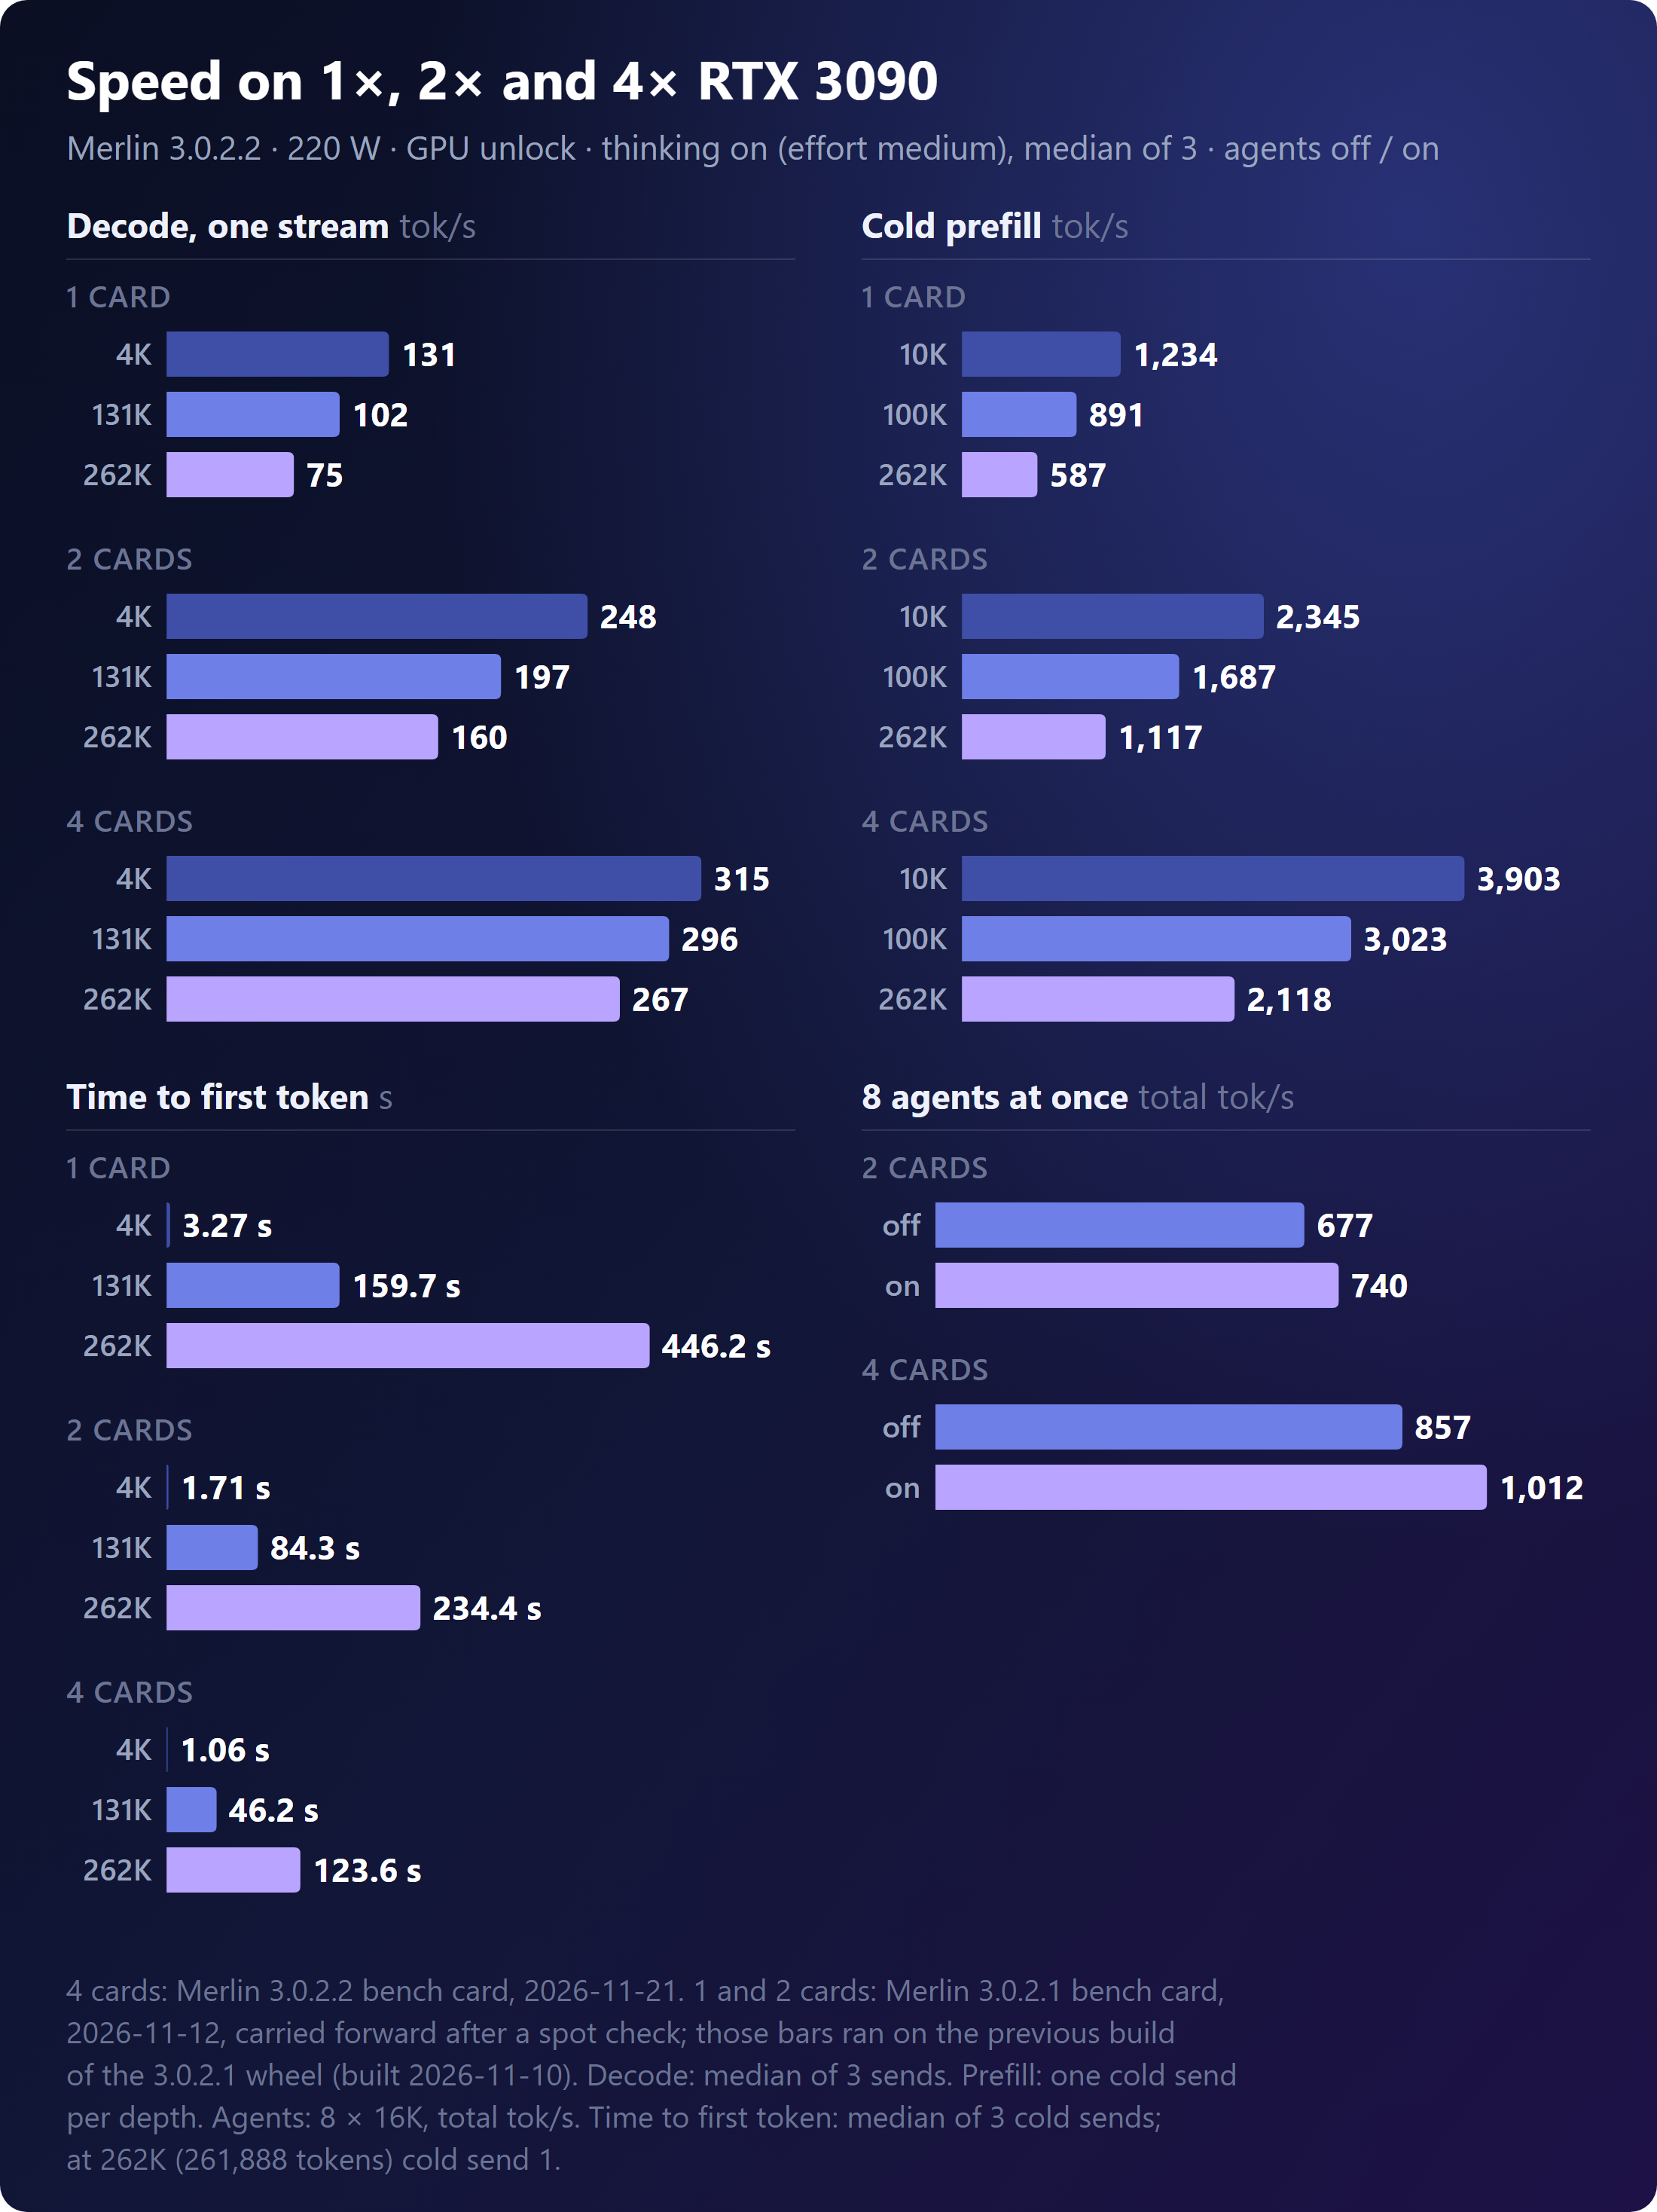 Speed on 1×, 2× and 4× RTX 3090
Merlin 3.0.2.2 · 220 W · GPU unlock · thinking on (effort medium), median of 3 · agents off / on
Decode, one stream tok/s
1 CARD
4K 131
131K 102
262K 75
2 CARDS
4K 248
131K 197
262K 160
4 CARDS
4K 315
131K 296
262K 267
Cold prefill tok/s
1 CARD
10K 1,234
100K 891
262K 587
2 CARDS
10K 2,345
100K 1,687
262K 1,117
4 CARDS
10K 3,903
100K 3,023
262K 2,118
Time to first token s
1 CARD
4K 3.27 s
131K 159.7 s
262K 446.2 s
2 CARDS
4K 1.71 s
131K 84.3 s
262K 234.4 s
4 CARDS
4K 1.06 s
131K 46.2 s
262K 123.6 s
8 agents at once total tok/s
2 CARDS
off 677
on 740
4 CARDS
off 857
on 1,012
4 cards: Merlin 3.0.2.2 bench card, 2026-11-21. 1 and 2 cards: Merlin 3.0.2.1 bench card,
2026-11-12, carried forward after a spot check; those bars ran on the previous build
of the 3.0.2.1 wheel (built 2026-11-10). Decode: median of 3 sends. Prefill: one cold send
per depth. Agents: 8 × 16K, total tok/s. Time to first token: median of 3 cold sends;
at 262K (261,888 tokens) cold send 1.